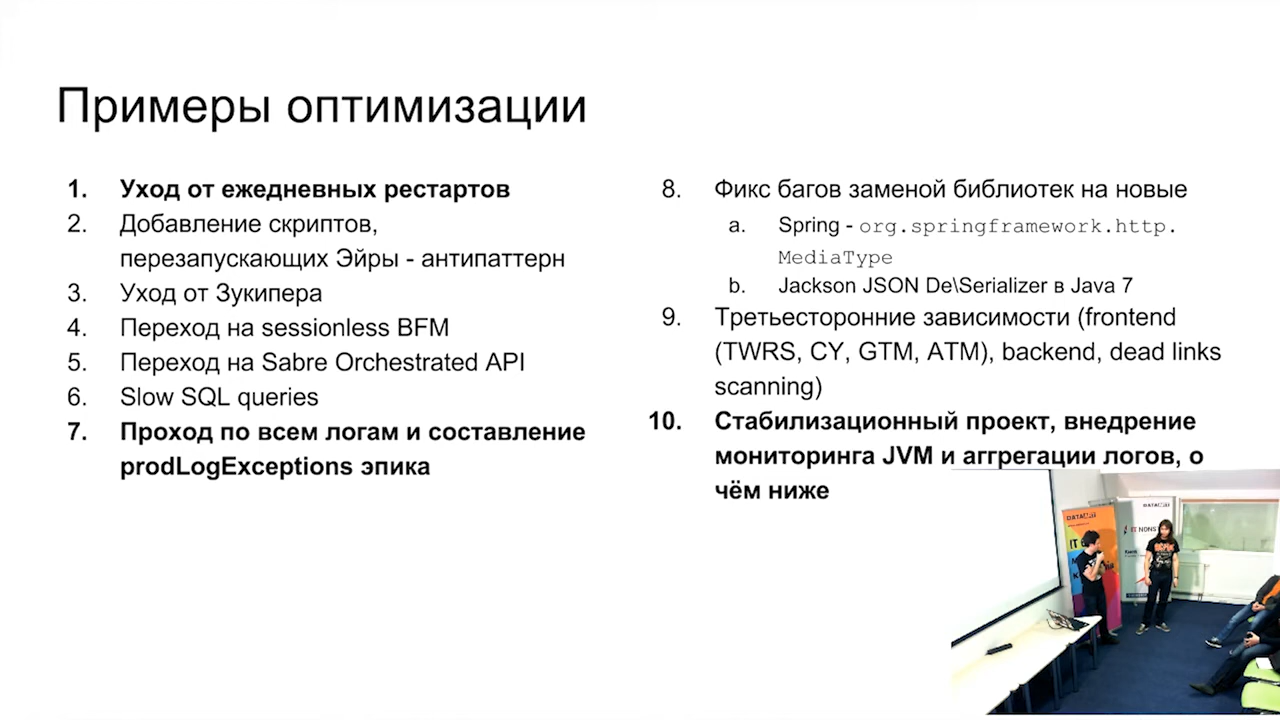 Примеры оптимизации
1. Уход от ежедневных рестартов
2. Добавление скриптов,
перезапускающих Эйры - антипаттерн
3. Уход от Зукипера
4. Переход на sessionless BFM
5. Переход на Sabre Orchestrated API
6. Slow SQL queries
7. Проход по всем логам и составление
prodLogExceptions эпика
8. Фикс багов заменой библиотек на новые
a. Spring - org.springframework.http.
MediaType
b. Jackson JSON De\Serializer в Java 7
9. Третьесторонние зависимости (frontend
(TWRS, CY, GTM, ATM), backend, dead links
scanning)
10. Стабилизационный проект, внедрение
мониторинга JVM и аггрегации логов, о
чём ниже
IT